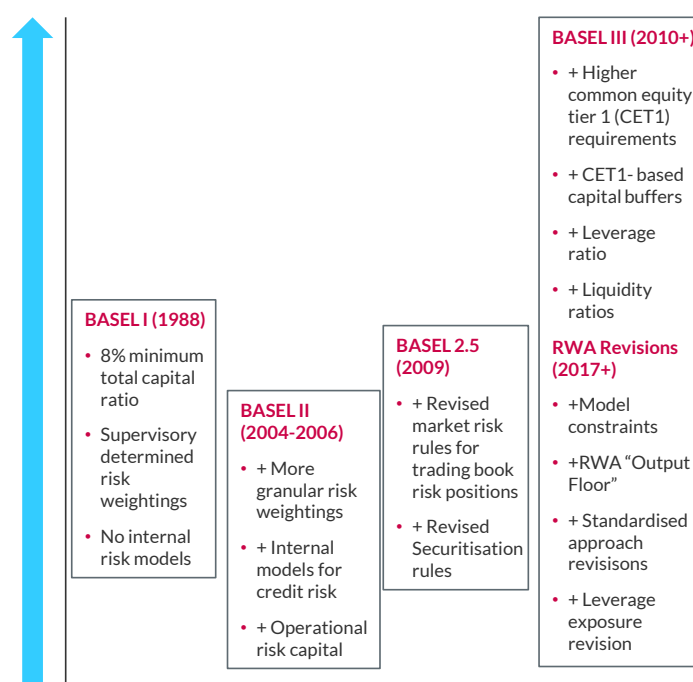 BASEL I (1988)
• 8% minimum
total capital
ratio
• Supervisory
determined
risk
weightings
• No internal
risk models
BASEL II
(2004-2006)
• + More
granular risk
weightings
• + Internal
models for
credit risk
• + Operational
risk capital
BASEL 2.5
(2009)
• + Revised
market risk
rules for
trading book
risk positions
• + Revised
Securitisation
rules
BASEL III (2010+)
• + Higher
common equity
tier 1 (CET1)
requirements
• + CET1- based
capital buffers
• + Leverage
ratio
• + Liquidity
ratios
RWA Revisions
(2017+)
• +Model
constraints
• +RWA “Output
Floor”
• + Standardised
approach
revisisons
• + Leverage
exposure
revision